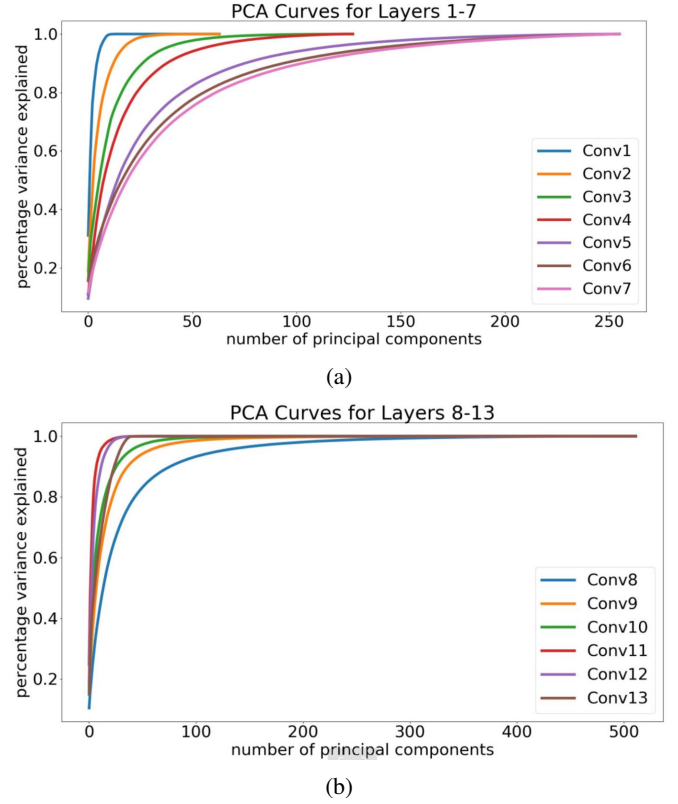 PCA Curves for Layers 1-7
percentage variance explained
1.0
0.8
0.6
0.4
0.2
Conv1
Conv2
Conv3
Conv4
Conv5
Conv6
Conv7
0 50 100 150 200 250
number of principal components
(a)
PCA Curves for Layers 8-13
percentage variance explained
1.0
0.8
0.6
0.4
0.2
Conv8
Conv9
Conv10
Conv11
Conv12
Conv13
0 100 200 300 400 500
number of principal components
(b)